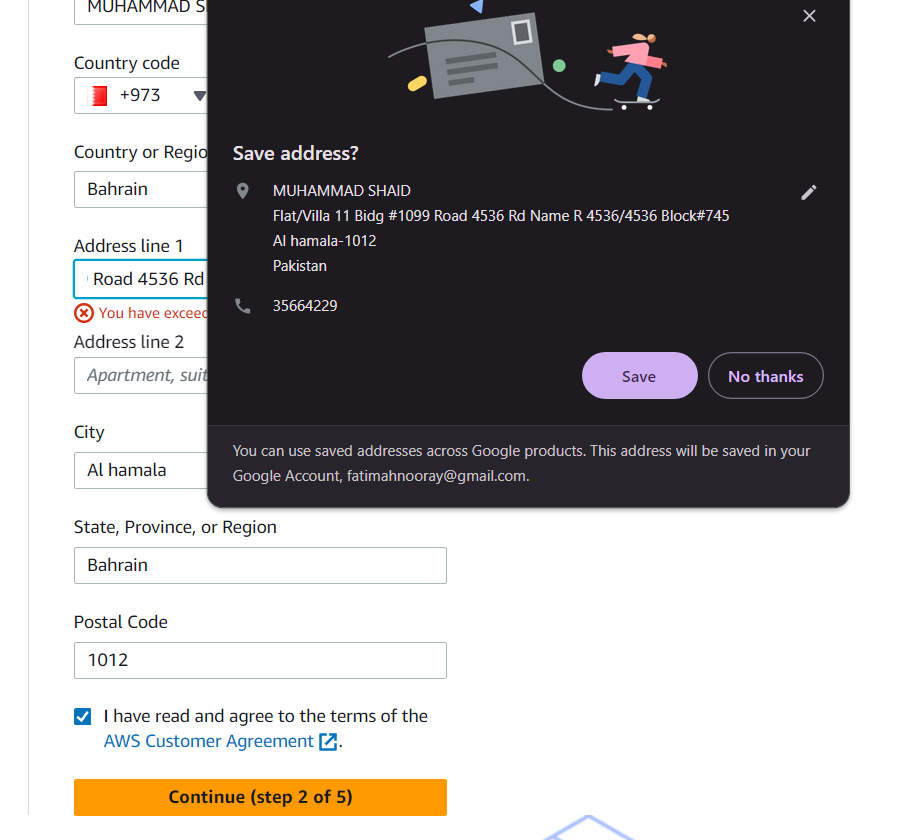 MUHAMMAD S
Country code
+973
Country or Regio
Bahrain
Address line 1
Road 4536 Rd
You have exceed
Address line 2
Apartment, suit
City
Al hamala
State, Province, or Region
Bahrain
Postal Code
1012
I have read and agree to the terms of the
AWS Customer Agreement .
Continue (step 2 of 5)
Save address?
MUHAMMAD SHAID
Flat/Villa 11 Bidg #1099 Road 4536 Rd Name R 4536/4536 Block#745
Al hamala-1012
Pakistan
35664229
Save
No thanks
You can use saved addresses across Google products. This address will be saved in your
Google Account, fatimahnooray@gmail.com.